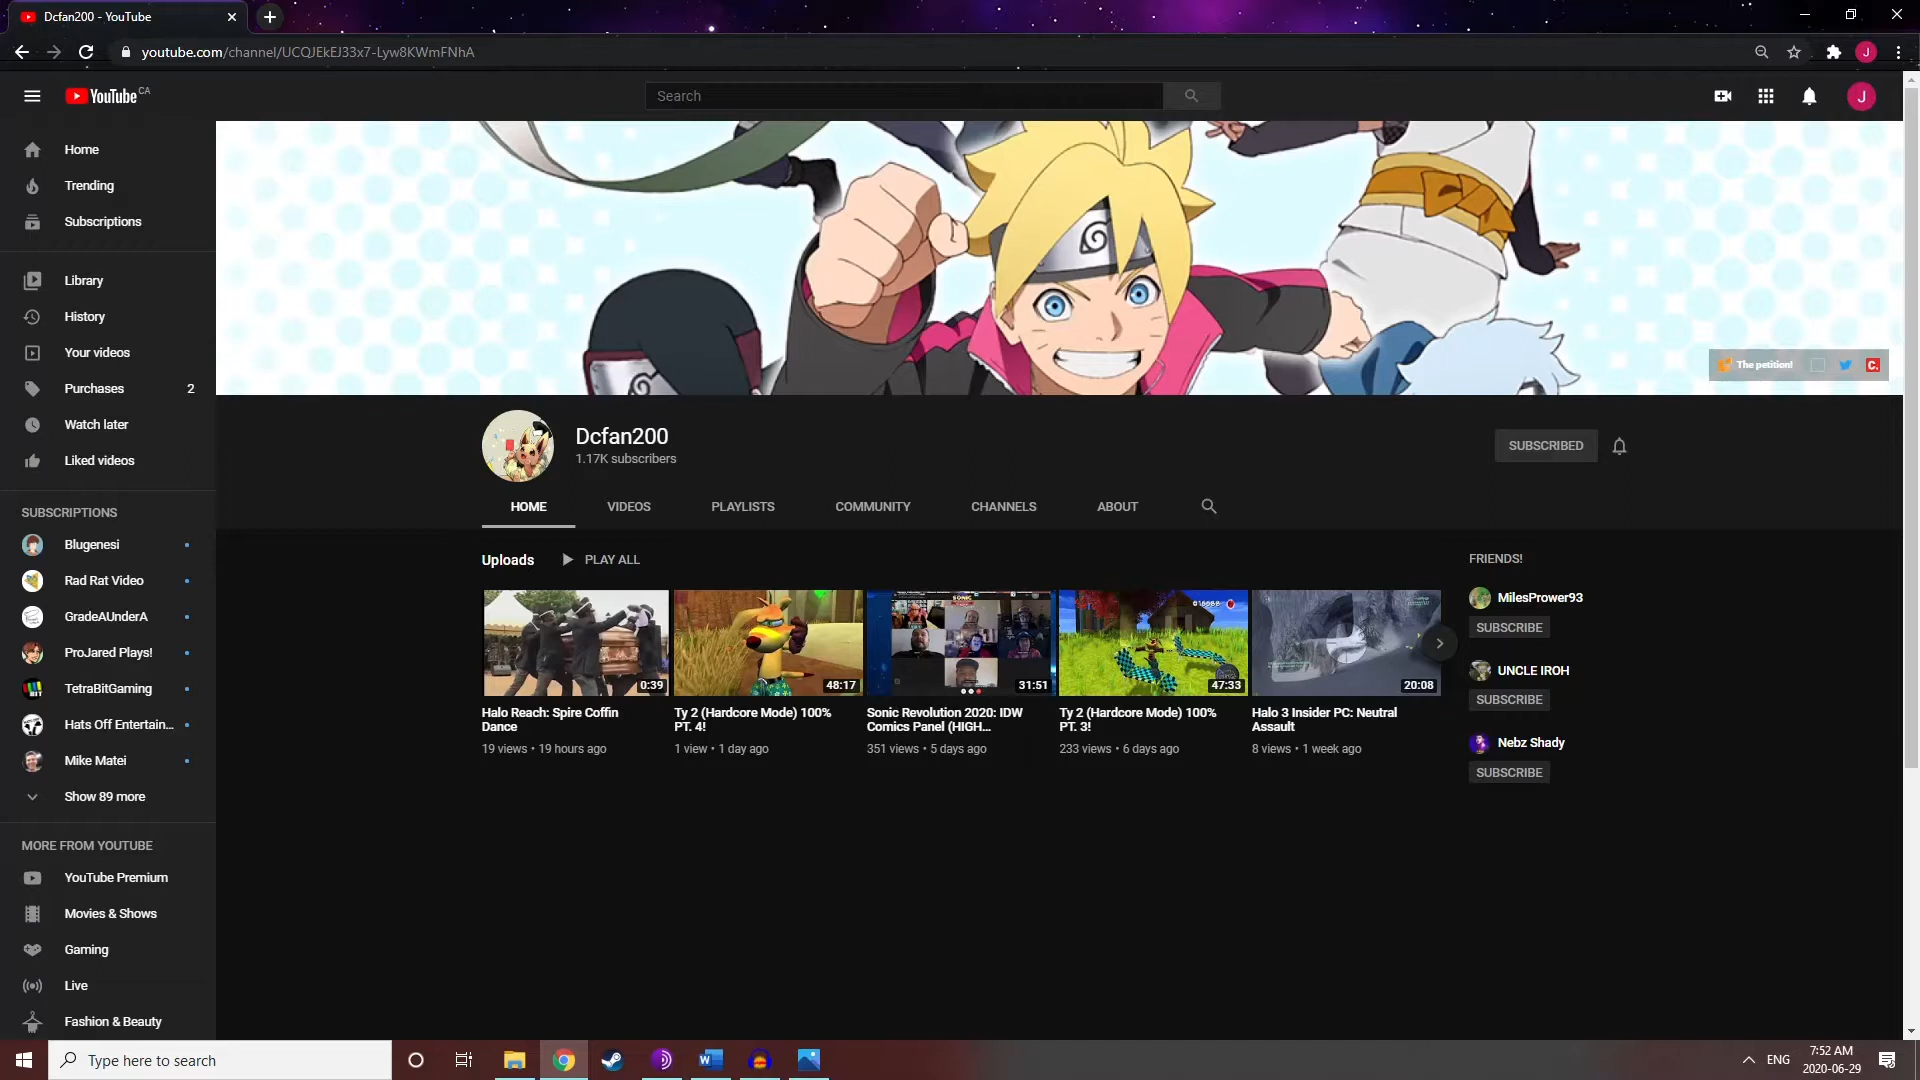 Dcfan200 - YouTube
youtube.com/channel/UCQJEkEJ33x7-Lyw8KWmFNhA
J
YouTube CA
Search
J
Home
Trending
Subscriptions
Library
History
Your videos
Purchases 2
Watch later
Liked videos
SUBSCRIPTIONS
Blugenesi
Rad Rat Video
GradeAUnderA
ProJared Plays!
TetraBitGaming
Hats Off Entertain...
Mike Matei
Show 89 more
MORE FROM YOUTUBE
YouTube Premium
Movies & Shows
Gaming
Live
Fashion & Beauty
The petition!
C.
Dcfan200
1.17K subscribers
SUBSCRIBED
HOME VIDEOS PLAYLISTS COMMUNITY CHANNELS ABOUT
Uploads PLAY ALL
0:39
Halo Reach: Spire Coffin
Dance
19 views • 19 hours ago
48:17
Ty 2 (Hardcore Mode) 100%
PT. 4!
1 view • 1 day ago
SONIC
31:51
Sonic Revolution 2020: IDW
Comics Panel (HIGH...
351 views • 5 days ago
47:33
Ty 2 (Hardcore Mode) 100%
PT. 3!
233 views • 6 days ago
20:08
Halo 3 Insider PC: Neutral
Assault
8 views • 1 week ago
FRIENDS!
MilesPrower93
SUBSCRIBE
UNCLE IROH
SUBSCRIBE
Nebz Shady
SUBSCRIBE
Type here to search
W
ENG
7:52 AM
2020-06-29